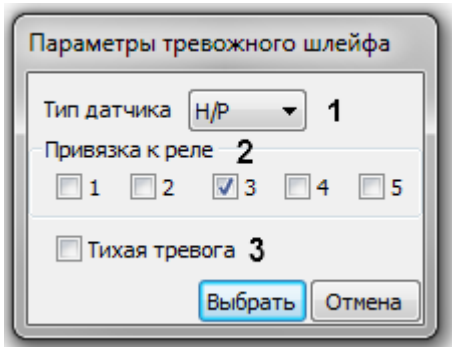 Параметры тревожного шлейфа
Тип датчика Н/Р 1
Привязка к реле 2
1 2 3 4 5
Тихая тревога 3
Выбрать Отмена